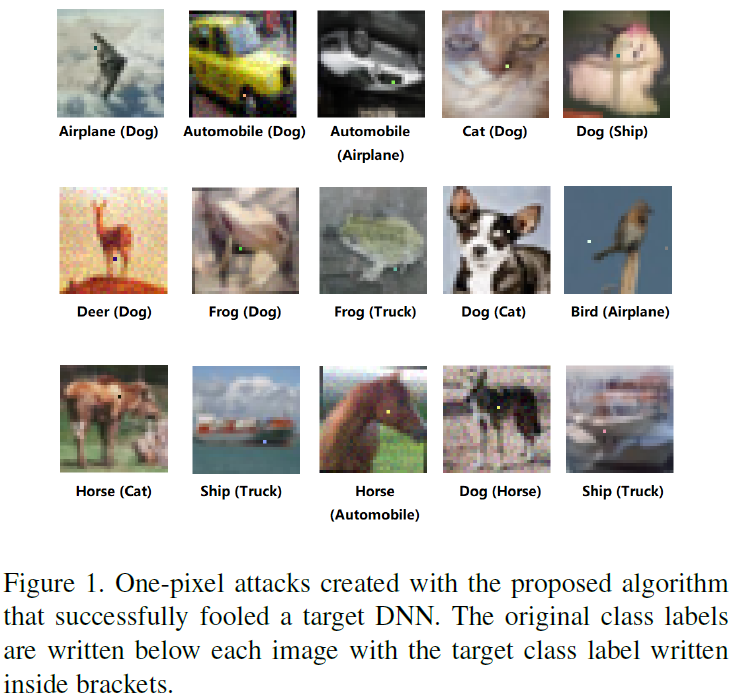 Airplane (Dog)
Automobile (Dog)
Automobile
(Airplane)
Cat (Dog)
Dog (Ship)
Deer (Dog)
Frog (Dog)
Frog (Truck)
Dog (Cat)
Bird (Airplane)
Horse (Cat)
Ship (Truck)
Horse
(Automobile)
Dog (Horse)
Ship (Truck)
Figure 1. One-pixel attacks created with the proposed algorithm
that successfully fooled a target DNN. The original class labels
are written below each image with the target class label written
inside brackets.